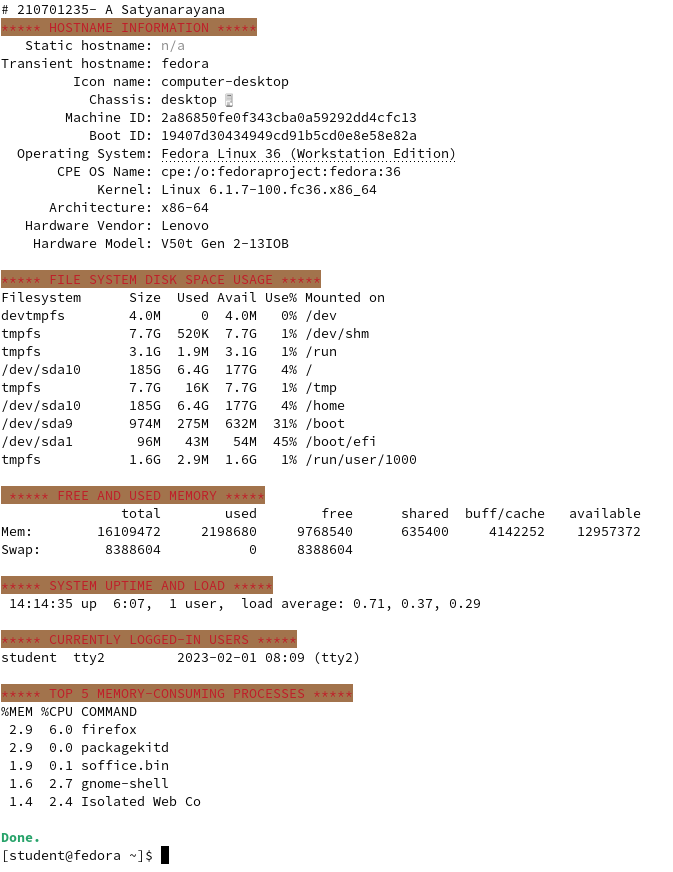 # 210701235- A Satyanarayana
***** HOSTNAME INFORMATION *****
   Static hostname: n/a
Transient hostname: fedora
         Icon name: computer-desktop
           Chassis: desktop
        Machine ID: 2a86850fe0f343cba0a59292dd4cfc13
           Boot ID: 19407d30434949cd91b5cd0e8e58e82a
  Operating System: Fedora Linux 36 (Workstation Edition)
       CPE OS Name: cpe:/o:fedoraproject:fedora:36
            Kernel: Linux 6.1.7-100.fc36.x86_64
      Architecture: x86-64
   Hardware Vendor: Lenovo
    Hardware Model: V50t Gen 2-13IOB

***** FILE SYSTEM DISK SPACE USAGE *****
Filesystem      Size  Used Avail Use% Mounted on
devtmpfs        4.0M     0  4.0M   0% /dev
tmpfs           7.7G  520K  7.7G   1% /dev/shm
tmpfs           3.1G  1.9M  3.1G   1% /run
/dev/sda10      185G  6.4G  177G   4% /
tmpfs           7.7G   16K  7.7G   1% /tmp
/dev/sda10      185G  6.4G  177G   4% /home
/dev/sda9       974M  275M  632M  31% /boot
/dev/sda1        96M   43M   54M  45% /boot/efi
tmpfs           1.6G  2.9M  1.6G   1% /run/user/1000

 ***** FREE AND USED MEMORY *****
               total        used        free      shared  buff/cache   available
Mem:        16109472     2198680     9768540      635400     4142252    12957372
Swap:        8388604           0     8388604

***** SYSTEM UPTIME AND LOAD *****
 14:14:35 up  6:07,  1 user,  load average: 0.71, 0.37, 0.29

***** CURRENTLY LOGGED-IN USERS *****
student  tty2         2023-02-01 08:09 (tty2)

***** TOP 5 MEMORY-CONSUMING PROCESSES *****
%MEM %CPU COMMAND
 2.9  6.0 firefox
 2.9  0.0 packagekitd
 1.9  0.1 soffice.bin
 1.6  2.7 gnome-shell
 1.4  2.4 Isolated Web Co

Done.
[student@fedora ~]$